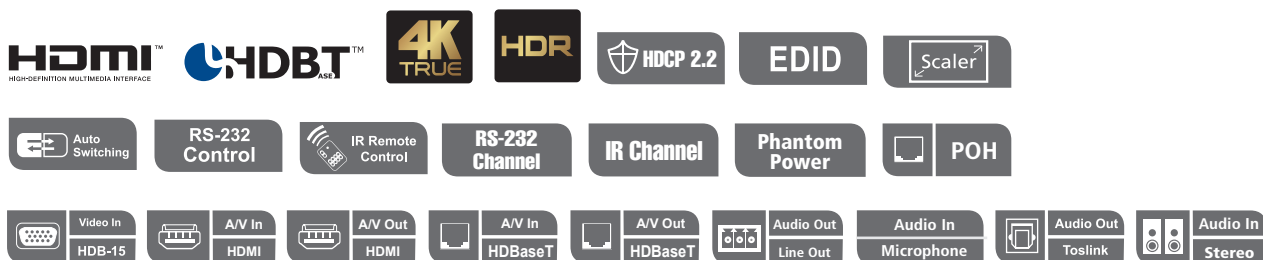 HDMI™
HIGH-DEFINITION MULTIMEDIA INTERFACE
HDBT™
ASE
4K
TRUE
HDR
HDCP 2.2
EDID
Scaler
Auto
Switching
RS-232
Control
IR Remote
Control
RS-232
Channel
IR Channel
Phantom
Power
POH
Video In
HDB-15
A/V In
HDMI
A/V Out
HDMI
A/V In
HDBaseT
A/V Out
HDBaseT
Audio Out
Line Out
Audio In
Microphone
Audio Out
Toslink
Audio In
Stereo